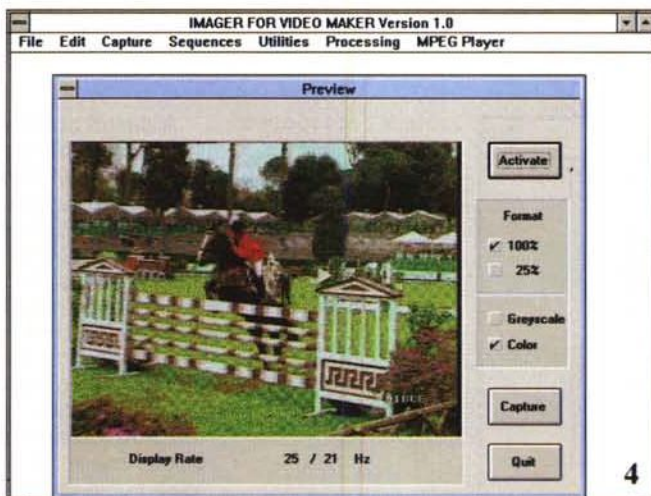 IMAGER FOR VIDEO MAKER Version 1.0
File Edit Capture Sequences Utilities Processing MPEG Player
Preview
Activate
Format
100%
25%
Greyscale
Color
Capture
Display Rate 25 / 21 Hz
Quit
4